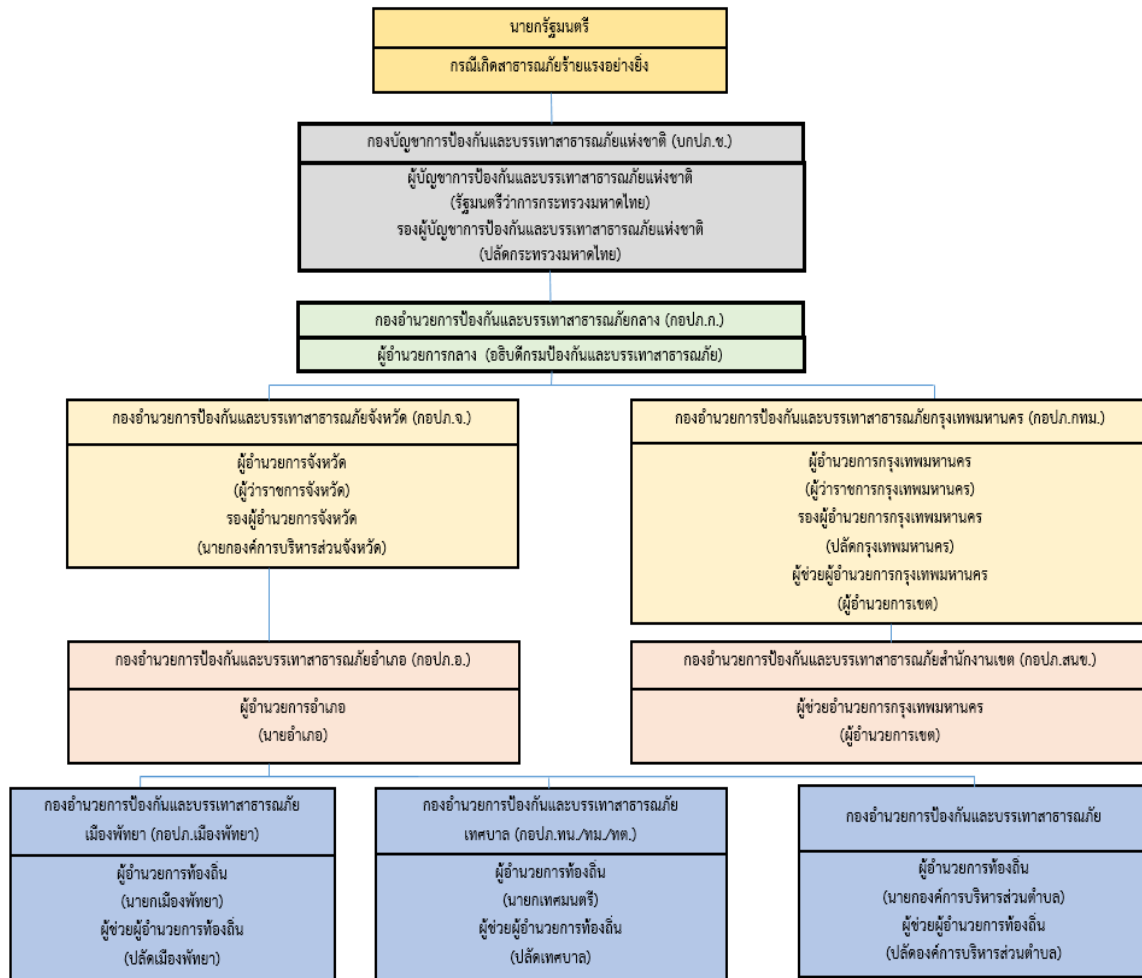 นายกรัฐมนตรี
กรณีเกิดสาธารณภัยร้ายแรงอย่างยิ่ง
กองบัญชาการป้องกันและบรรเทาสาธารณภัยแห่งชาติ (บกปภ.ช.)
ผู้บัญชาการป้องกันและบรรเทาสาธารณภัยแห่งชาติ
(รัฐมนตรีว่าการกระทรวงมหาดไทย)
รองผู้บัญชาการป้องกันและบรรเทาสาธารณภัยแห่งชาติ
(ปลัดกระทรวงมหาดไทย)
กองอำนวยการป้องกันและบรรเทาสาธารณภัยกลาง (กอปภ.ก.)
ผู้อำนวยการกลาง (อธิบดีกรมป้องกันและบรรเทาสาธารณภัย)
กองอำนวยการป้องกันและบรรเทาสาธารณภัยจังหวัด (กอปภ.จ.)
ผู้อำนวยการจังหวัด
(ผู้ว่าราชการจังหวัด)
รองผู้อำนวยการจังหวัด
(นายกองค์การบริหารส่วนจังหวัด)
กองอำนวยการป้องกันและบรรเทาสาธารณภัยกรุงเทพมหานคร (กอปภ.กทม.)
ผู้อำนวยการกรุงเทพมหานคร
(ผู้ว่าราชการกรุงเทพมหานคร)
รองผู้อำนวยการกรุงเทพมหานคร
(ปลัดกรุงเทพมหานคร)
ผู้ช่วยผู้อำนวยการกรุงเทพมหานคร
(ผู้อำนวยการเขต)
กองอำนวยการป้องกันและบรรเทาสาธารณภัยอำเภอ (กอปภ.อ.)
ผู้อำนวยการอำเภอ
(นายอำเภอ)
กองอำนวยการป้องกันและบรรเทาสาธารณภัยสำนักงานเขต (กอปภ.สนข.)
ผู้ช่วยอำนวยการกรุงเทพมหานคร
(ผู้อำนวยการเขต)
กองอำนวยการป้องกันและบรรเทาสาธารณภัย
เมืองพัทยา (กอปภ.เมืองพัทยา)
ผู้อำนวยการท้องถิ่น
(นายกเมืองพัทยา)
ผู้ช่วยผู้อำนวยการท้องถิ่น
(ปลัดเมืองพัทยา)
กองอำนวยการป้องกันและบรรเทาสาธารณภัย
เทศบาล (กอปภ.ทน./ทม./ทต.)
ผู้อำนวยการท้องถิ่น
(นายกเทศมนตรี)
ผู้ช่วยผู้อำนวยการท้องถิ่น
(ปลัดเทศบาล)
กองอำนวยการป้องกันและบรรเทาสาธารณภัย
ผู้อำนวยการท้องถิ่น
(นายกองค์การบริหารส่วนตำบล)
ผู้ช่วยผู้อำนวยการท้องถิ่น
(ปลัดองค์การบริหารส่วนตำบล)